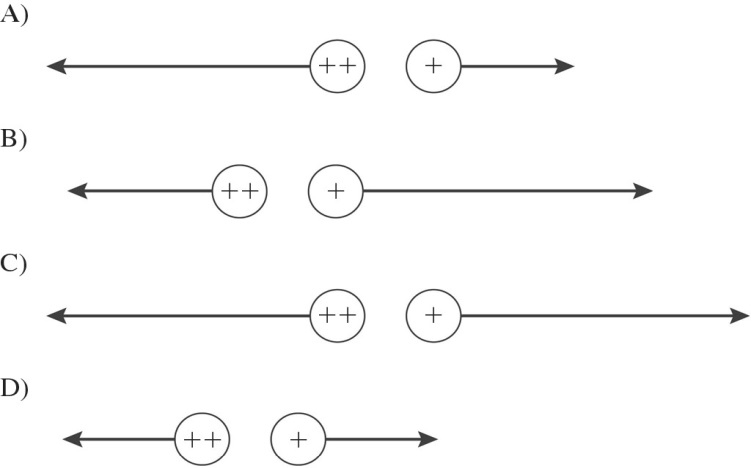 A)
++ +
B)
++ +
C)
++ +
D)
++ +